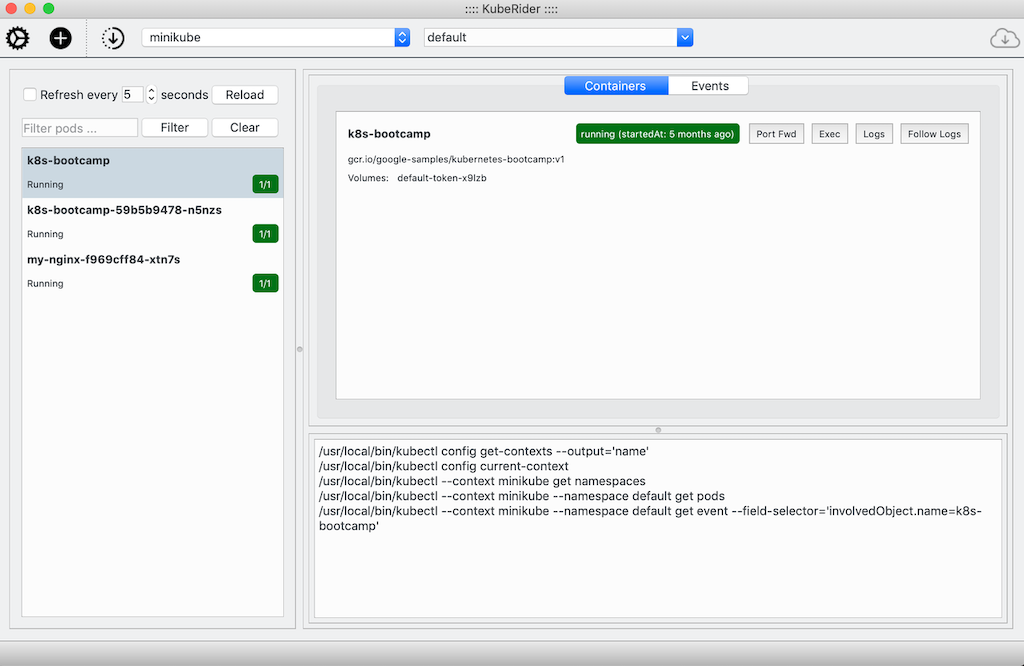 :::: KubeRider ::::
minikube
default
Refresh every 5 seconds Reload
Filter pods ... Filter Clear
k8s-bootcamp
Running 1/1
k8s-bootcamp-59b5b9478-n5nzs
Running 1/1
my-nginx-f969cff84-xtn7s
Running 1/1
Containers Events
k8s-bootcamp running (startedAt: 5 months ago) Port Fwd Exec Logs Follow Logs
gcr.io/google-samples/kubernetes-bootcamp:v1
Volumes: default-token-x9lzb
/usr/local/bin/kubectl config get-contexts --output='name'
/usr/local/bin/kubectl config current-context
/usr/local/bin/kubectl --context minikube get namespaces
/usr/local/bin/kubectl --context minikube --namespace default get pods
/usr/local/bin/kubectl --context minikube --namespace default get event --field-selector='involvedObject.name=k8s-
bootcamp'